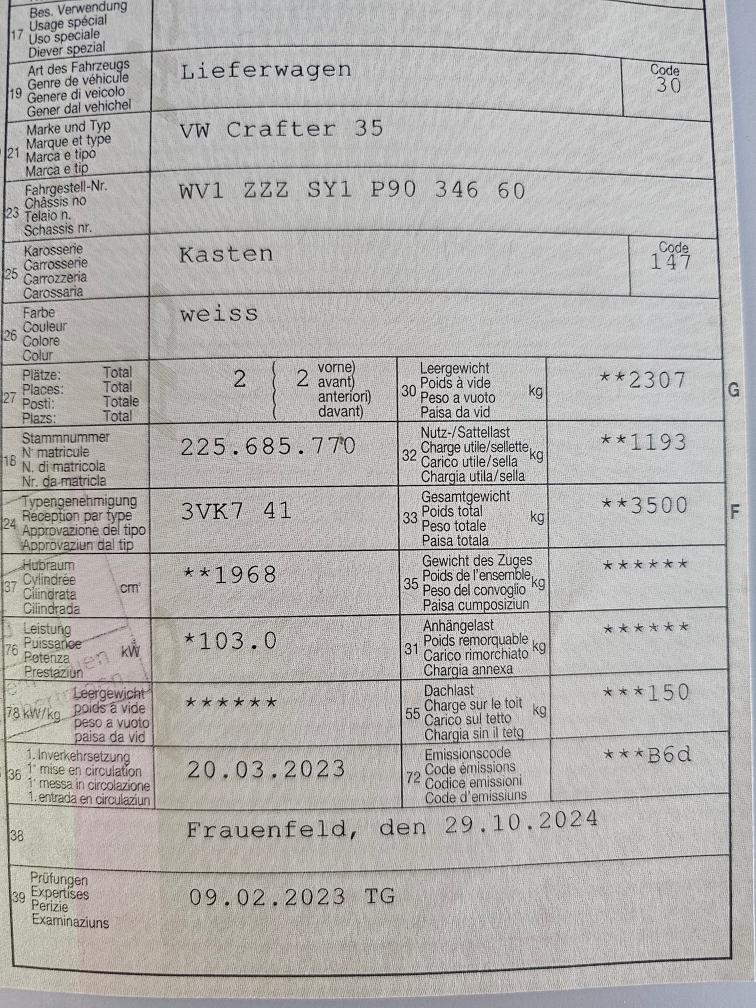 17 Bes. Verwendung
Usage spécial
Uso speciale
Diever spezial
19 Art des Fahrzeugs
Genre de véhicule
Genere di veicolo
Gener dal vehichel
Lieferwagen
Code
30
21 Marke und Typ
Marque et type
Marca e tipo
Marca e tip
VW Crafter 35
23 Fahrgestell-Nr.
Châssis no
Telaio n.
Schassis nr.
WV1 ZZZ SY1 P90 346 60
25 Karosserie
Carrosserie
Carrozzeria
Carossaria
Kasten
Code
147
26 Farbe
Couleur
Colore
Colur
weiss
27 Plätze: Total
Places: Total
Posti: Totale
Plazs: Total
2 ( 2 vorne)
avant)
anteriori)
davant)
30 Leergewicht
Poids à vide
Peso a vuoto
Paisa da vid
kg
**2307
G
18 Stammnummer
N° matricule
N. di matricola
Nr. da matricla
225.685.770
32 Nutz-/Sattellast
Charge utile/sellette
Carico utile/sella
Chargia utila/sella
kg
**1193
24 Typengenehmigung
Réception par type
Approvazione del tipo
Approvaziun dal tip
3VK7 41
33 Gesamtgewicht
Poids total
Peso totale
Paisa totala
kg
**3500
F
37 Hubraum
Cylindrée
Cilindrata
Cilindrada
cm³
**1968
35 Gewicht des Zuges
Poids de l'ensemble
Peso del convoglio
Paisa cumposiziun
kg
******
76 Leistung
Puissance
Potenza
Prestaziun
kW
*103.0
31 Anhängelast
Poids remorquable
Carico rimorchiato
Chargia annexa
kg
******
78 kW/kg Leergewicht
poids à vide
peso a vuoto
paisa da vid
******
55 Dachlast
Charge sur le toit
Carico sul tetto
Chargia sin il tetg
kg
***150
36 1. Inverkehrsetzung
1e mise en circulation
1a messa in circolazione
1. entrada en circulaziun
20.03.2023
72 Emissionscode
Code émissions
Codice emissioni
Code d'emissiuns
***B6d
38
Frauenfeld, den 29.10.2024
39 Prüfungen
Expertises
Perizie
Examinaziuns
09.02.2023 TG